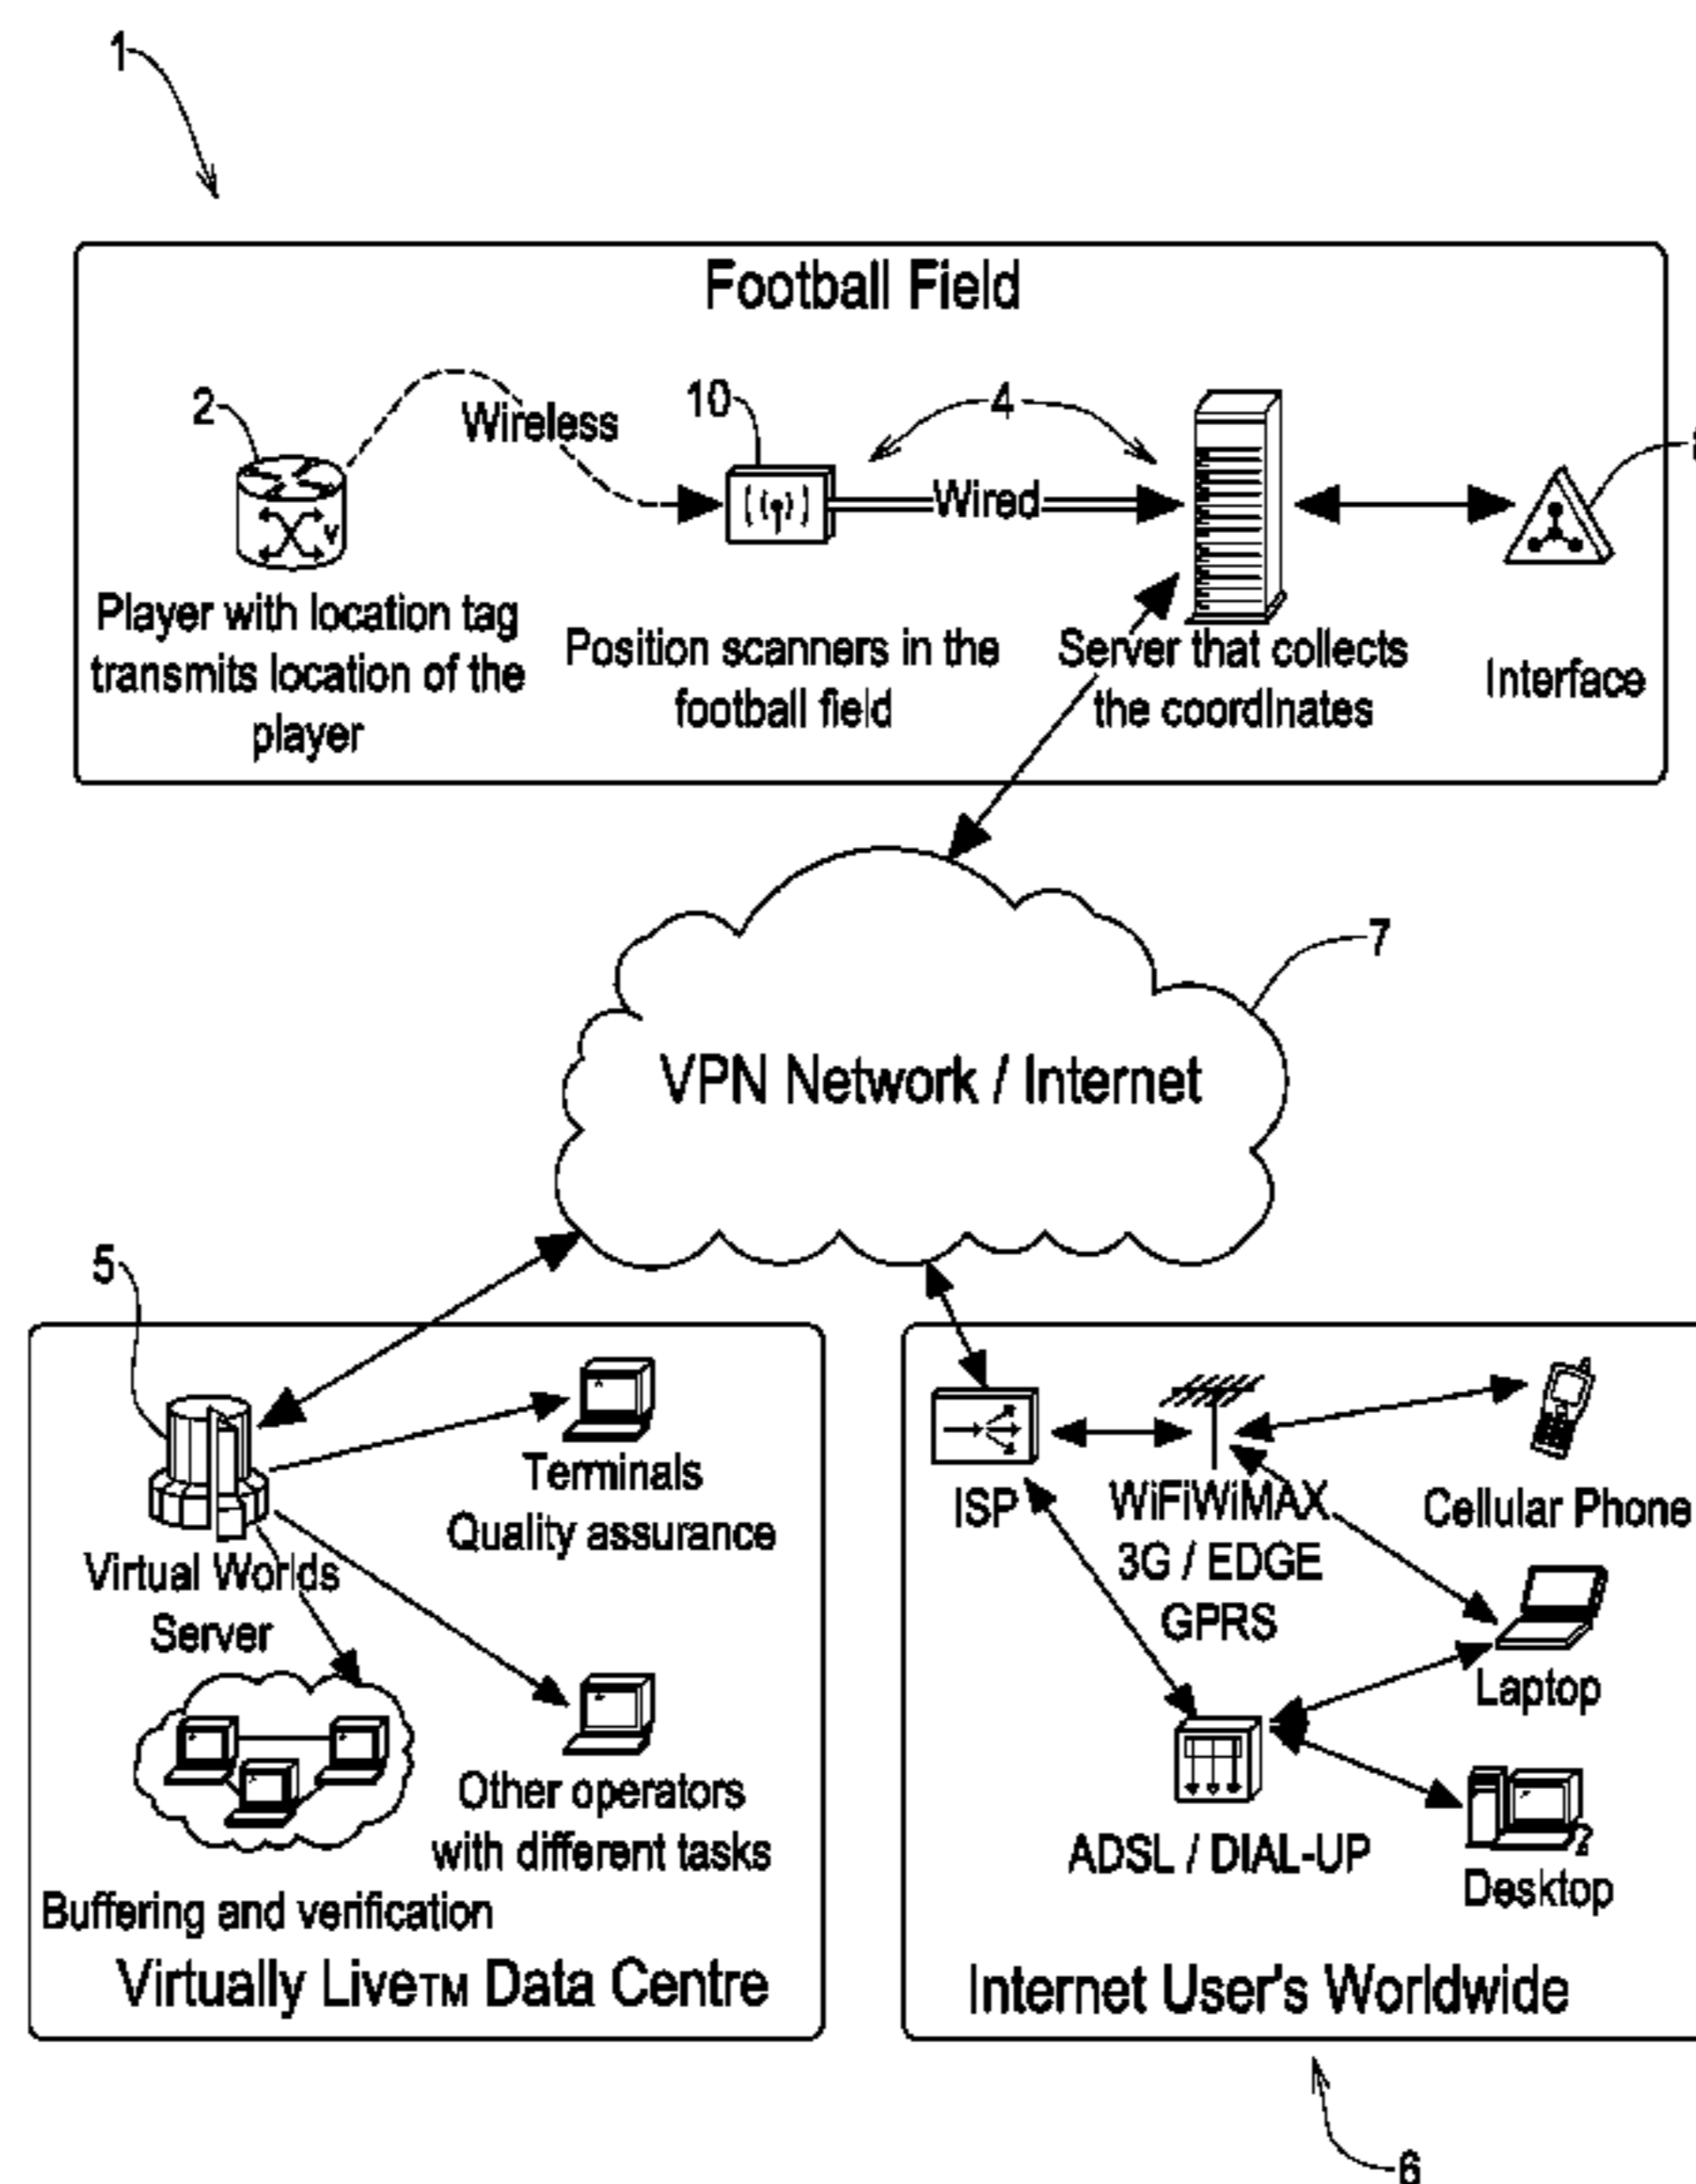 1
Football Field
2
Wireless
10
4
Wired
Player with location tag
transmits location of the
player
Position scanners in the
football field
Server that collects
the coordinates
Interface
7
VPN Network / Internet
5
Terminals
Quality assurance
Virtual Worlds
Server
Other operators
with different tasks
Buffering and verification
Virtually Live™ Data Centre
ISP
WiFiWiMAX
3G / EDGE
GPRS
Cellular Phone
Laptop
ADSL / DIAL-UP
Desktop
Internet User's Worldwide
6